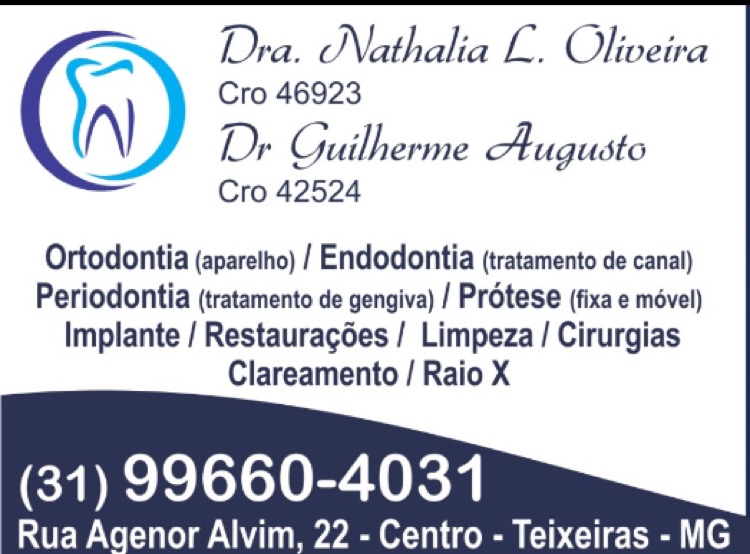 Dra. Nathalia L. Oliveira
Cro 46923
Dr Guilherme Augusto
Cro 42524
Ortodontia (aparelho) / Endodontia (tratamento de canal)
Periodontia (tratamento de gengiva) / Prótese (fixa e móvel)
Implante / Restaurações / Limpeza / Cirurgias
Clareamento / Raio X
(31) 99660-4031
Rua Agenor Alvim, 22 - Centro - Teixeiras - MG